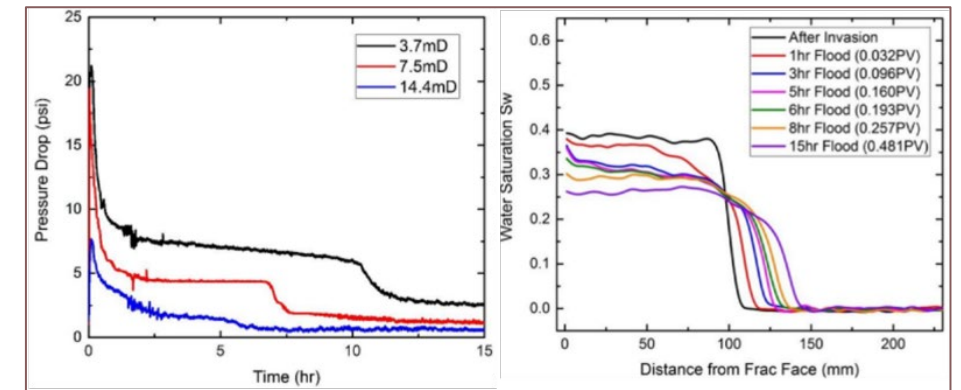 25
20
15
10
5
0
Pressure Drop (psi)
3.7mD
7.5mD
14.4mD
0
5
10
15
Time (hr)
0.6
0.5
0.4
0.3
0.2
0.1
0.0
Water Saturation Sw
After Invasion
1hr Flood (0.032PV)
3hr Flood (0.096PV)
5hr Flood (0.160PV)
6hr Flood (0.193PV)
8hr Flood (0.257PV)
15hr Flood (0.481PV)
0
50
100
150
200
Distance from Frac Face (mm)